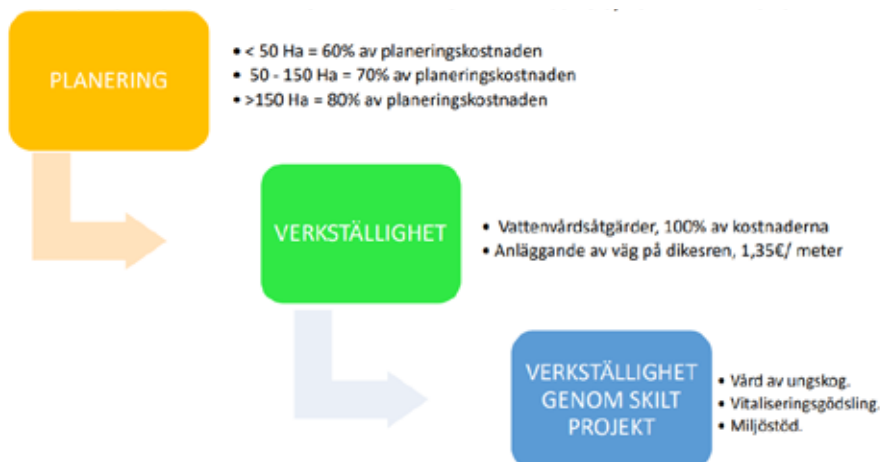 PLANERING
• < 50 Ha = 60% av planeringskostnaden
• 50 - 150 Ha = 70% av planeringskostnaden
• >150 Ha = 80% av planeringskostnaden
VERKSTÄLLIGHET
• Vattenvårdsåtgärder, 100% av kostnaderna
• Anläggande av väg på dikesren, 1,35€/ meter
VERKSTÄLLIGHET
GENOM SKILT
PROJEKT
• Vård av ungskog.
• Vitaliseringsgödsling.
• Miljöstöd.